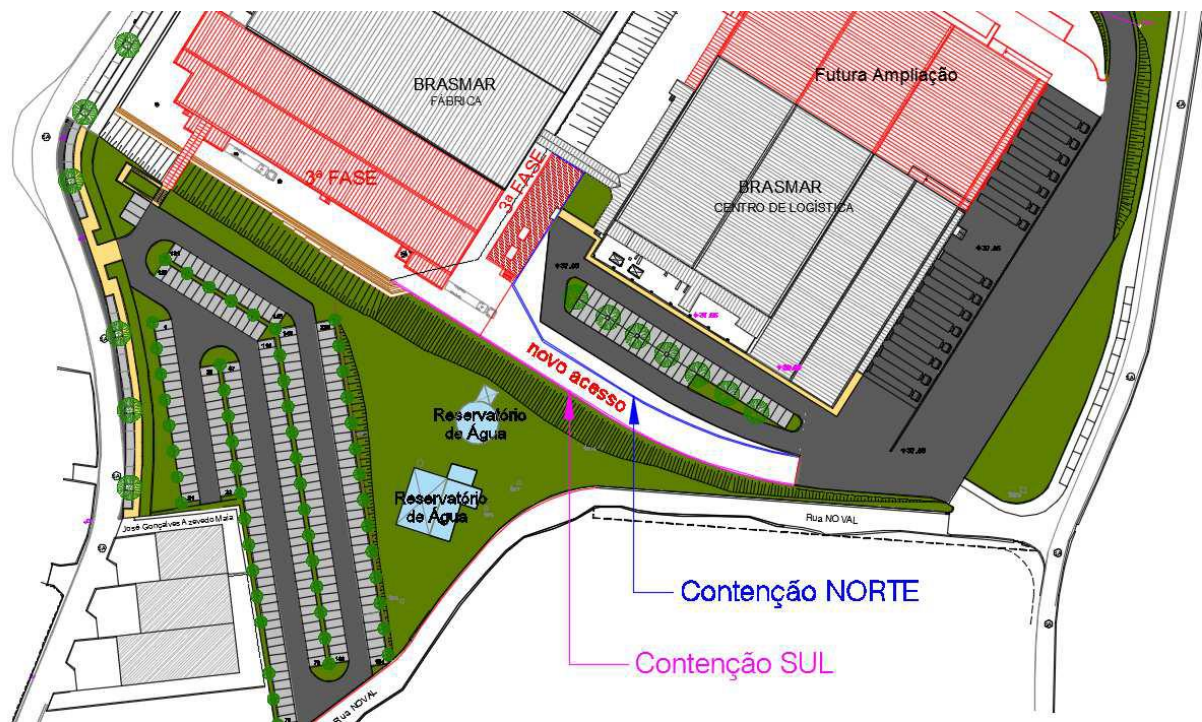 BRASMAR
FÁBRICA
Futura Ampliação
3ª FASE
3ª FASE
BRASMAR
CENTRO DE LOGÍSTICA
novo acesso
Reservatório
de Água
Reservatório
de Água
José Gonçalves Azevedo Maia
Rua NOVAL
Rua NOVAL
Contenção NORTE
Contenção SUL